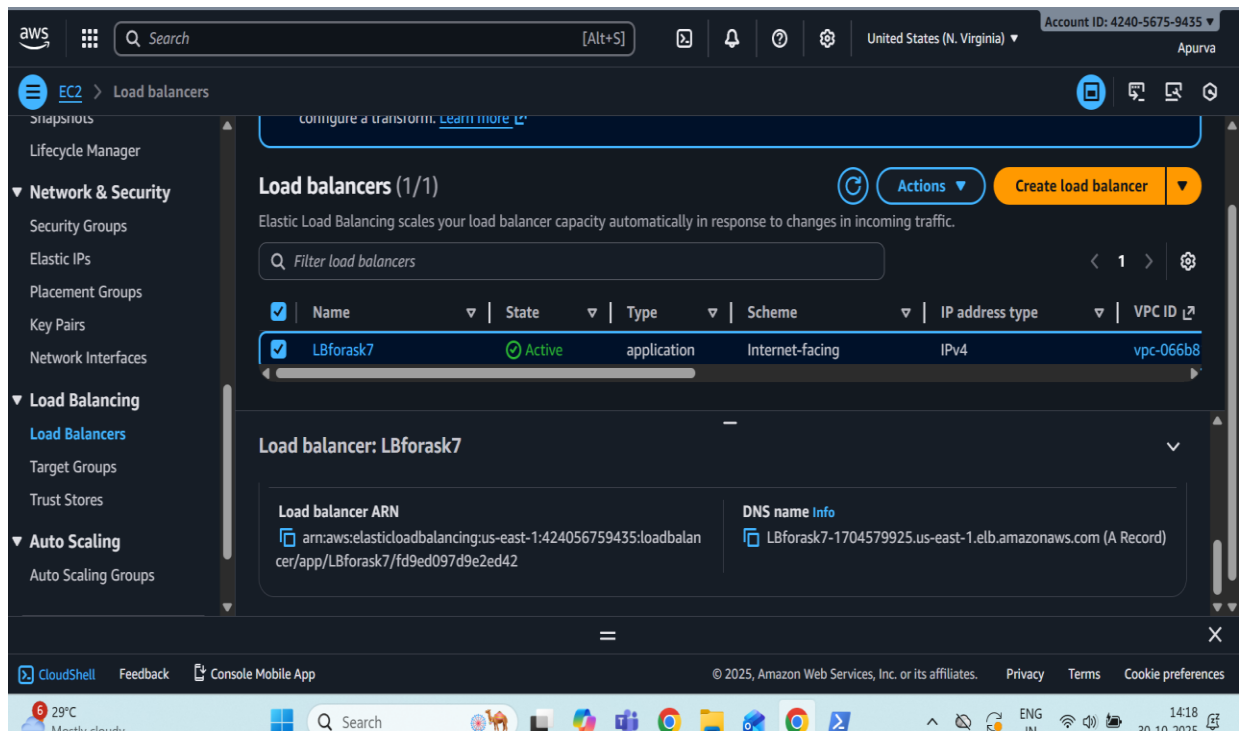 aws
Search
[Alt+S]
United States (N. Virginia) ▼
Account ID: 4240-5675-9435 ▼
Apurva
EC2 > Load balancers
Snapshots
Lifecycle Manager
▼ Network & Security
Security Groups
Elastic IPs
Placement Groups
Key Pairs
Network Interfaces
▼ Load Balancing
Load Balancers
Target Groups
Trust Stores
▼ Auto Scaling
Auto Scaling Groups
configure a transform. Learn more
Load balancers (1/1)
Actions ▼
Create load balancer ▼
Elastic Load Balancing scales your load balancer capacity automatically in response to changes in incoming traffic.
Filter load balancers
< 1 >
Name State Type Scheme IP address type VPC ID
LBforask7 Active application Internet-facing IPv4 vpc-066b8
Load balancer: LBforask7
Load balancer ARN
arn:aws:elasticloadbalancing:us-east-1:424056759435:loadbalan
cer/app/LBforask7/fd9ed097d9e2ed42
DNS name Info
LBforask7-1704579925.us-east-1.elb.amazonaws.com (A Record)
CloudShell Feedback Console Mobile App
© 2025, Amazon Web Services, Inc. or its affiliates. Privacy Terms Cookie preferences
6
29°C
Mostly cloudy
Search
ENG
IN
14:18
30-10-2025